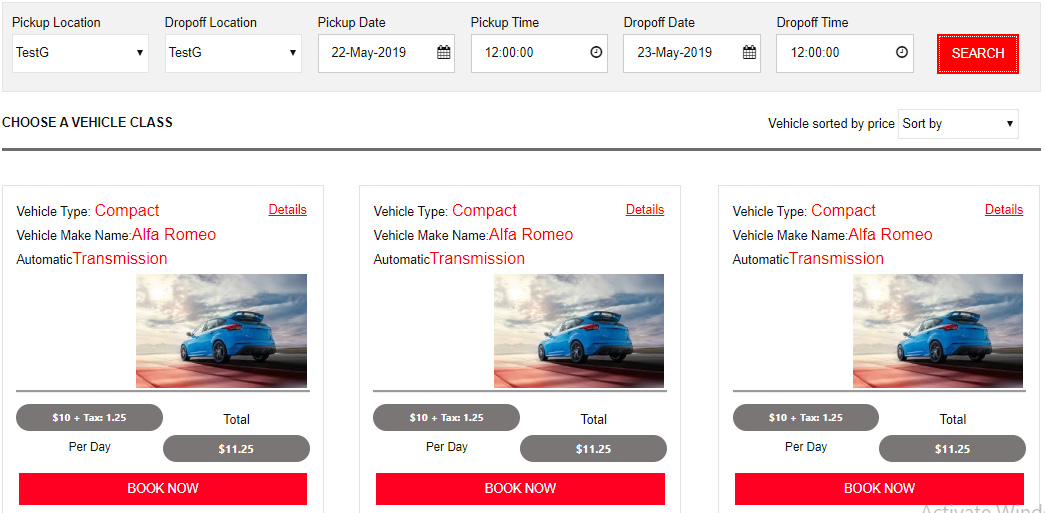 Pickup Location Dropoff Location Pickup Date Pickup Time Dropoff Date Dropoff Time
TestG TestG 22-May-2019 12:00:00 23-May-2019 12:00:00 SEARCH
CHOOSE A VEHICLE CLASS Vehicle sorted by price Sort by
Vehicle Type: Compact Details
Vehicle Make Name:Alfa Romeo
AutomaticTransmission
$10 + Tax: 1.25 Total
Per Day $11.25
BOOK NOW
Vehicle Type: Compact Details
Vehicle Make Name:Alfa Romeo
AutomaticTransmission
$10 + Tax: 1.25 Total
Per Day $11.25
BOOK NOW
Vehicle Type: Compact Details
Vehicle Make Name:Alfa Romeo
AutomaticTransmission
$10 + Tax: 1.25 Total
Per Day $11.25
BOOK NOW